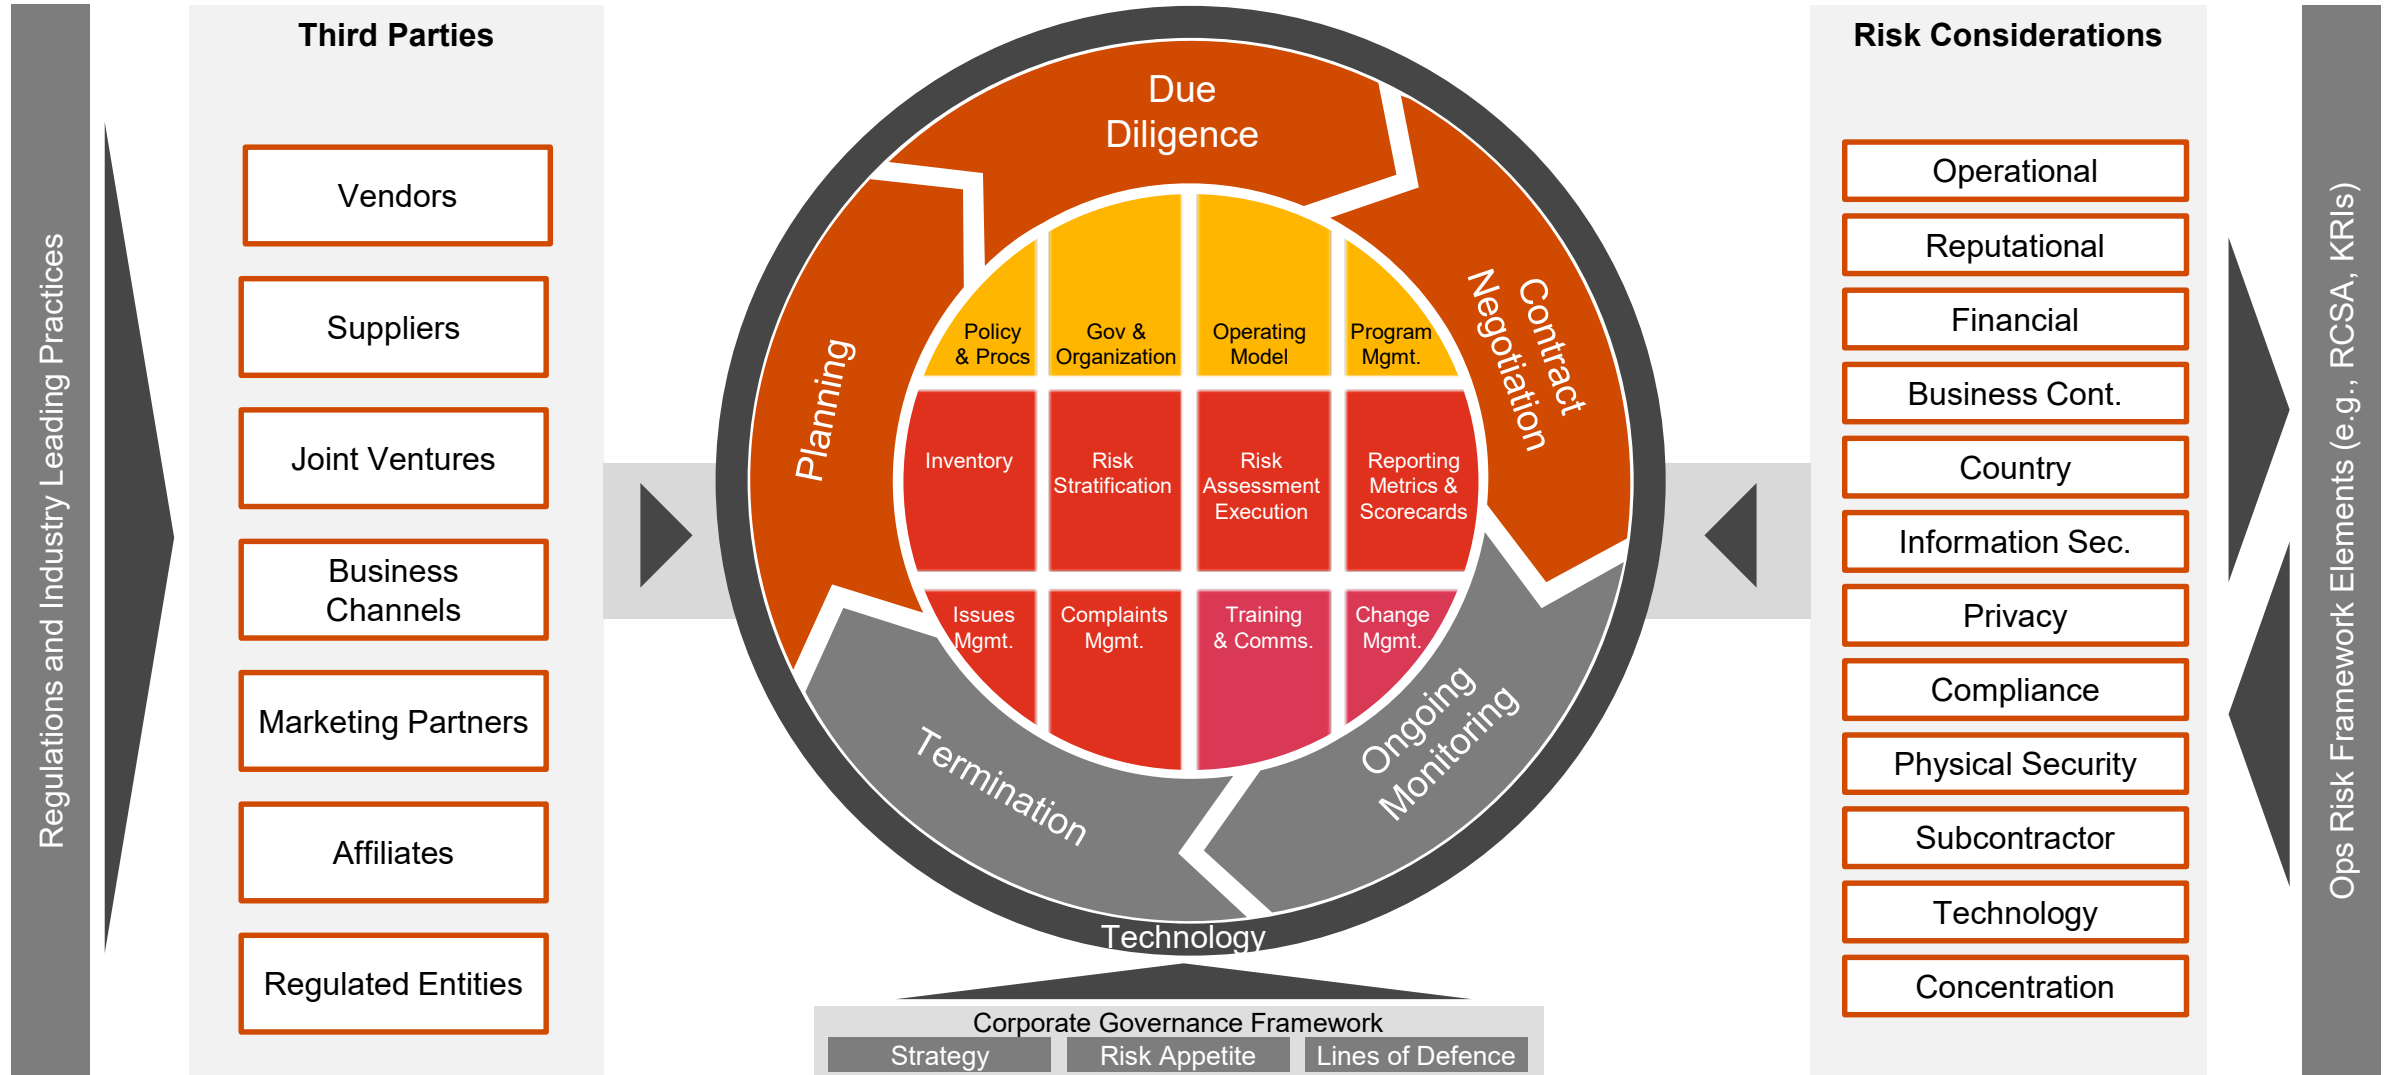 Regulations and Industry Leading Practices
Third Parties
Vendors
Suppliers
Joint Ventures
Business
Channels
Marketing Partners
Affiliates
Regulated Entities
Due
Diligence
Contract
Negotiation
Ongoing
Monitoring
Termination
Planning
Policy
& Procs
Gov &
Organization
Operating
Model
Program
Mgmt.
Inventory
Risk
Stratification
Risk
Assessment
Execution
Reporting
Metrics &
Scorecards
Issues
Mgmt.
Complaints
Mgmt.
Training
& Comms.
Change
Mgmt.
Technology
Corporate Governance Framework
Strategy
Risk Appetite
Lines of Defence
Risk Considerations
Operational
Reputational
Financial
Business Cont.
Country
Information Sec.
Privacy
Compliance
Physical Security
Subcontractor
Technology
Concentration
Ops Risk Framework Elements (e.g., RCSA, KRIs)